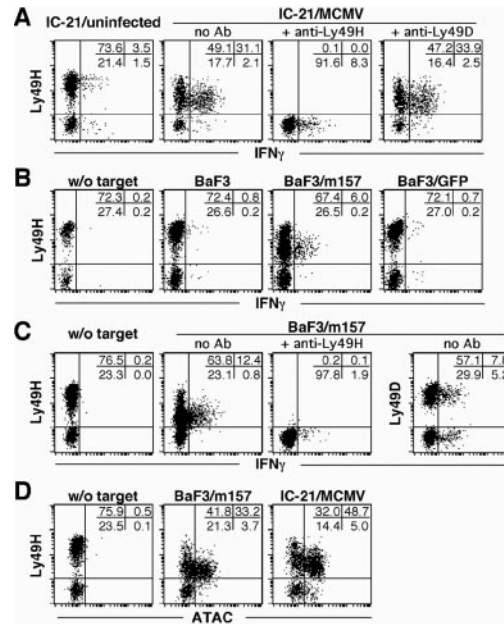 A
IC-21/uninfected
IC-21/MCMV
no Ab
+ anti-Ly49H
+ anti-Ly49D
73.6 3.5
21.4 1.5
49.1 31.1
17.7 2.1
0.1 0.0
91.6 8.3
47.2 33.9
16.4 2.5
Ly49H
IFNγ
B
w/o target
BaF3
BaF3/m157
BaF3/GFP
72.3 0.2
27.4 0.2
72.4 0.8
26.6 0.2
67.4 6.0
26.5 0.2
72.1 0.7
27.0 0.2
Ly49H
IFNγ
C
w/o target
BaF3/m157
no Ab
+ anti-Ly49H
no Ab
76.5 0.2
23.3 0.0
63.8 12.4
23.1 0.8
0.2 0.1
97.8 1.9
57.1
29.9
Ly49H
Ly49D
IFNγ
D
w/o target
BaF3/m157
IC-21/MCMV
75.9 0.5
23.5 0.1
41.8 33.2
21.3 3.7
32.0 48.7
14.4 5.0
Ly49H
ATAC